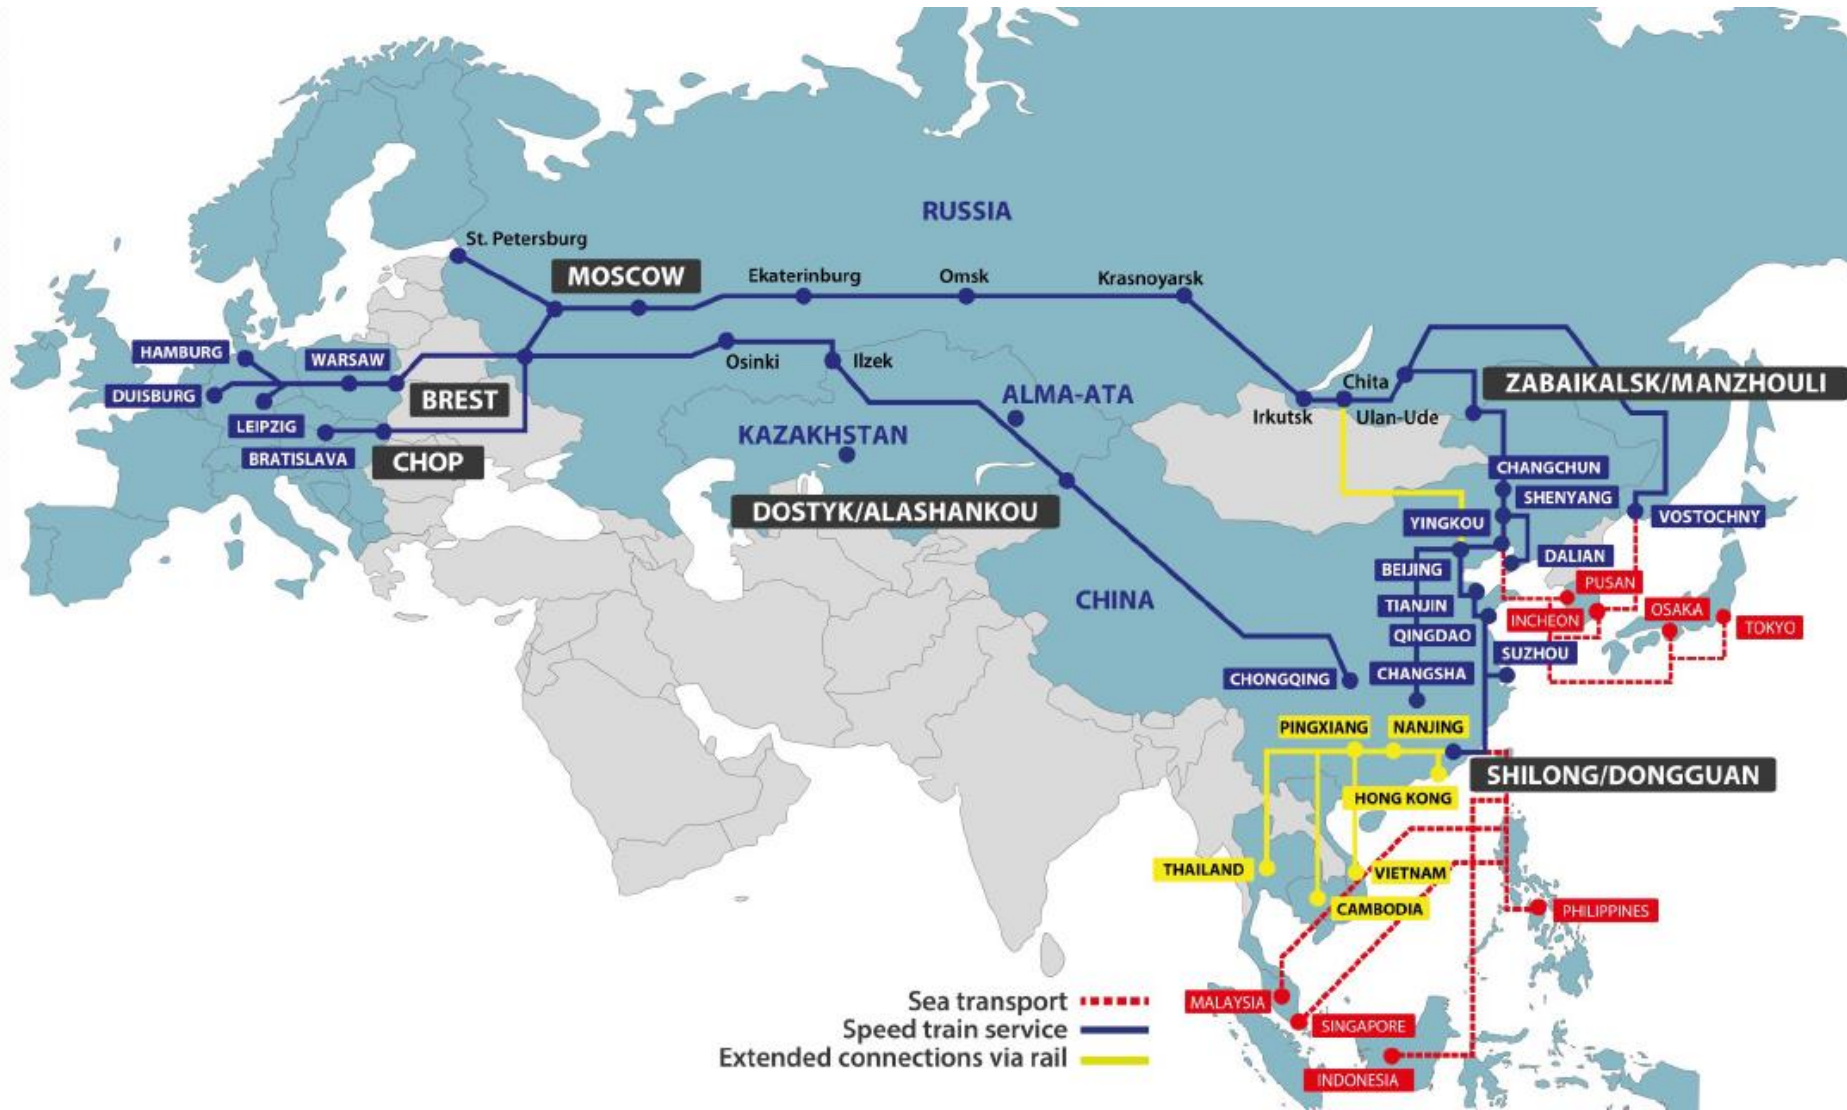 RUSSIA
St. Petersburg
MOSCOW
Ekaterinburg
Omsk
Krasnoyarsk
HAMBURG
WARSAW
Osinki
Ilzek
Chita
ZABAIKALSK/MANZHOULI
DUISBURG
BREST
ALMA-ATA
Irkutsk
Ulan-Ude
LEIPZIG
KAZAKHSTAN
BRATISLAVA
CHOP
CHANGCHUN
SHENYANG
DOSTYK/ALASHANKOU
YINGKOU
VOSTOCHNY
DALIAN
BEIJING
PUSAN
CHINA
TIANJIN
OSAKA
INCHEON
TOKYO
QINGDAO
SUZHOU
CHONGQING
CHANGSHA
PINGXIANG
NANJING
SHILONG/DONGGUAN
HONG KONG
THAILAND
VIETNAM
CAMBODIA
PHILIPPINES
Sea transport
MALAYSIA
Speed train service
SINGAPORE
Extended connections via rail
INDONESIA